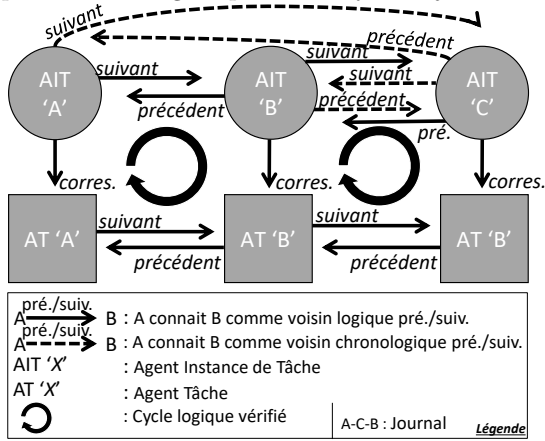 suivant
précédent
AIT 'A'
suivant
précédent
AIT 'B'
suivant
suivant
précédent
pré.
AIT 'C'
corres.
corres.
corres.
AT 'A'
suivant
précédent
AT 'B'
suivant
précédent
AT 'B'
pré./suiv.
A B : A connait B comme voisin logique pré./suiv.
pré./suiv.
A B : A connait B comme voisin chronologique pré./suiv.
AIT 'X' : Agent Instance de Tâche
AT 'X' : Agent Tâche
: Cycle logique vérifié
A-C-B : Journal
Légende